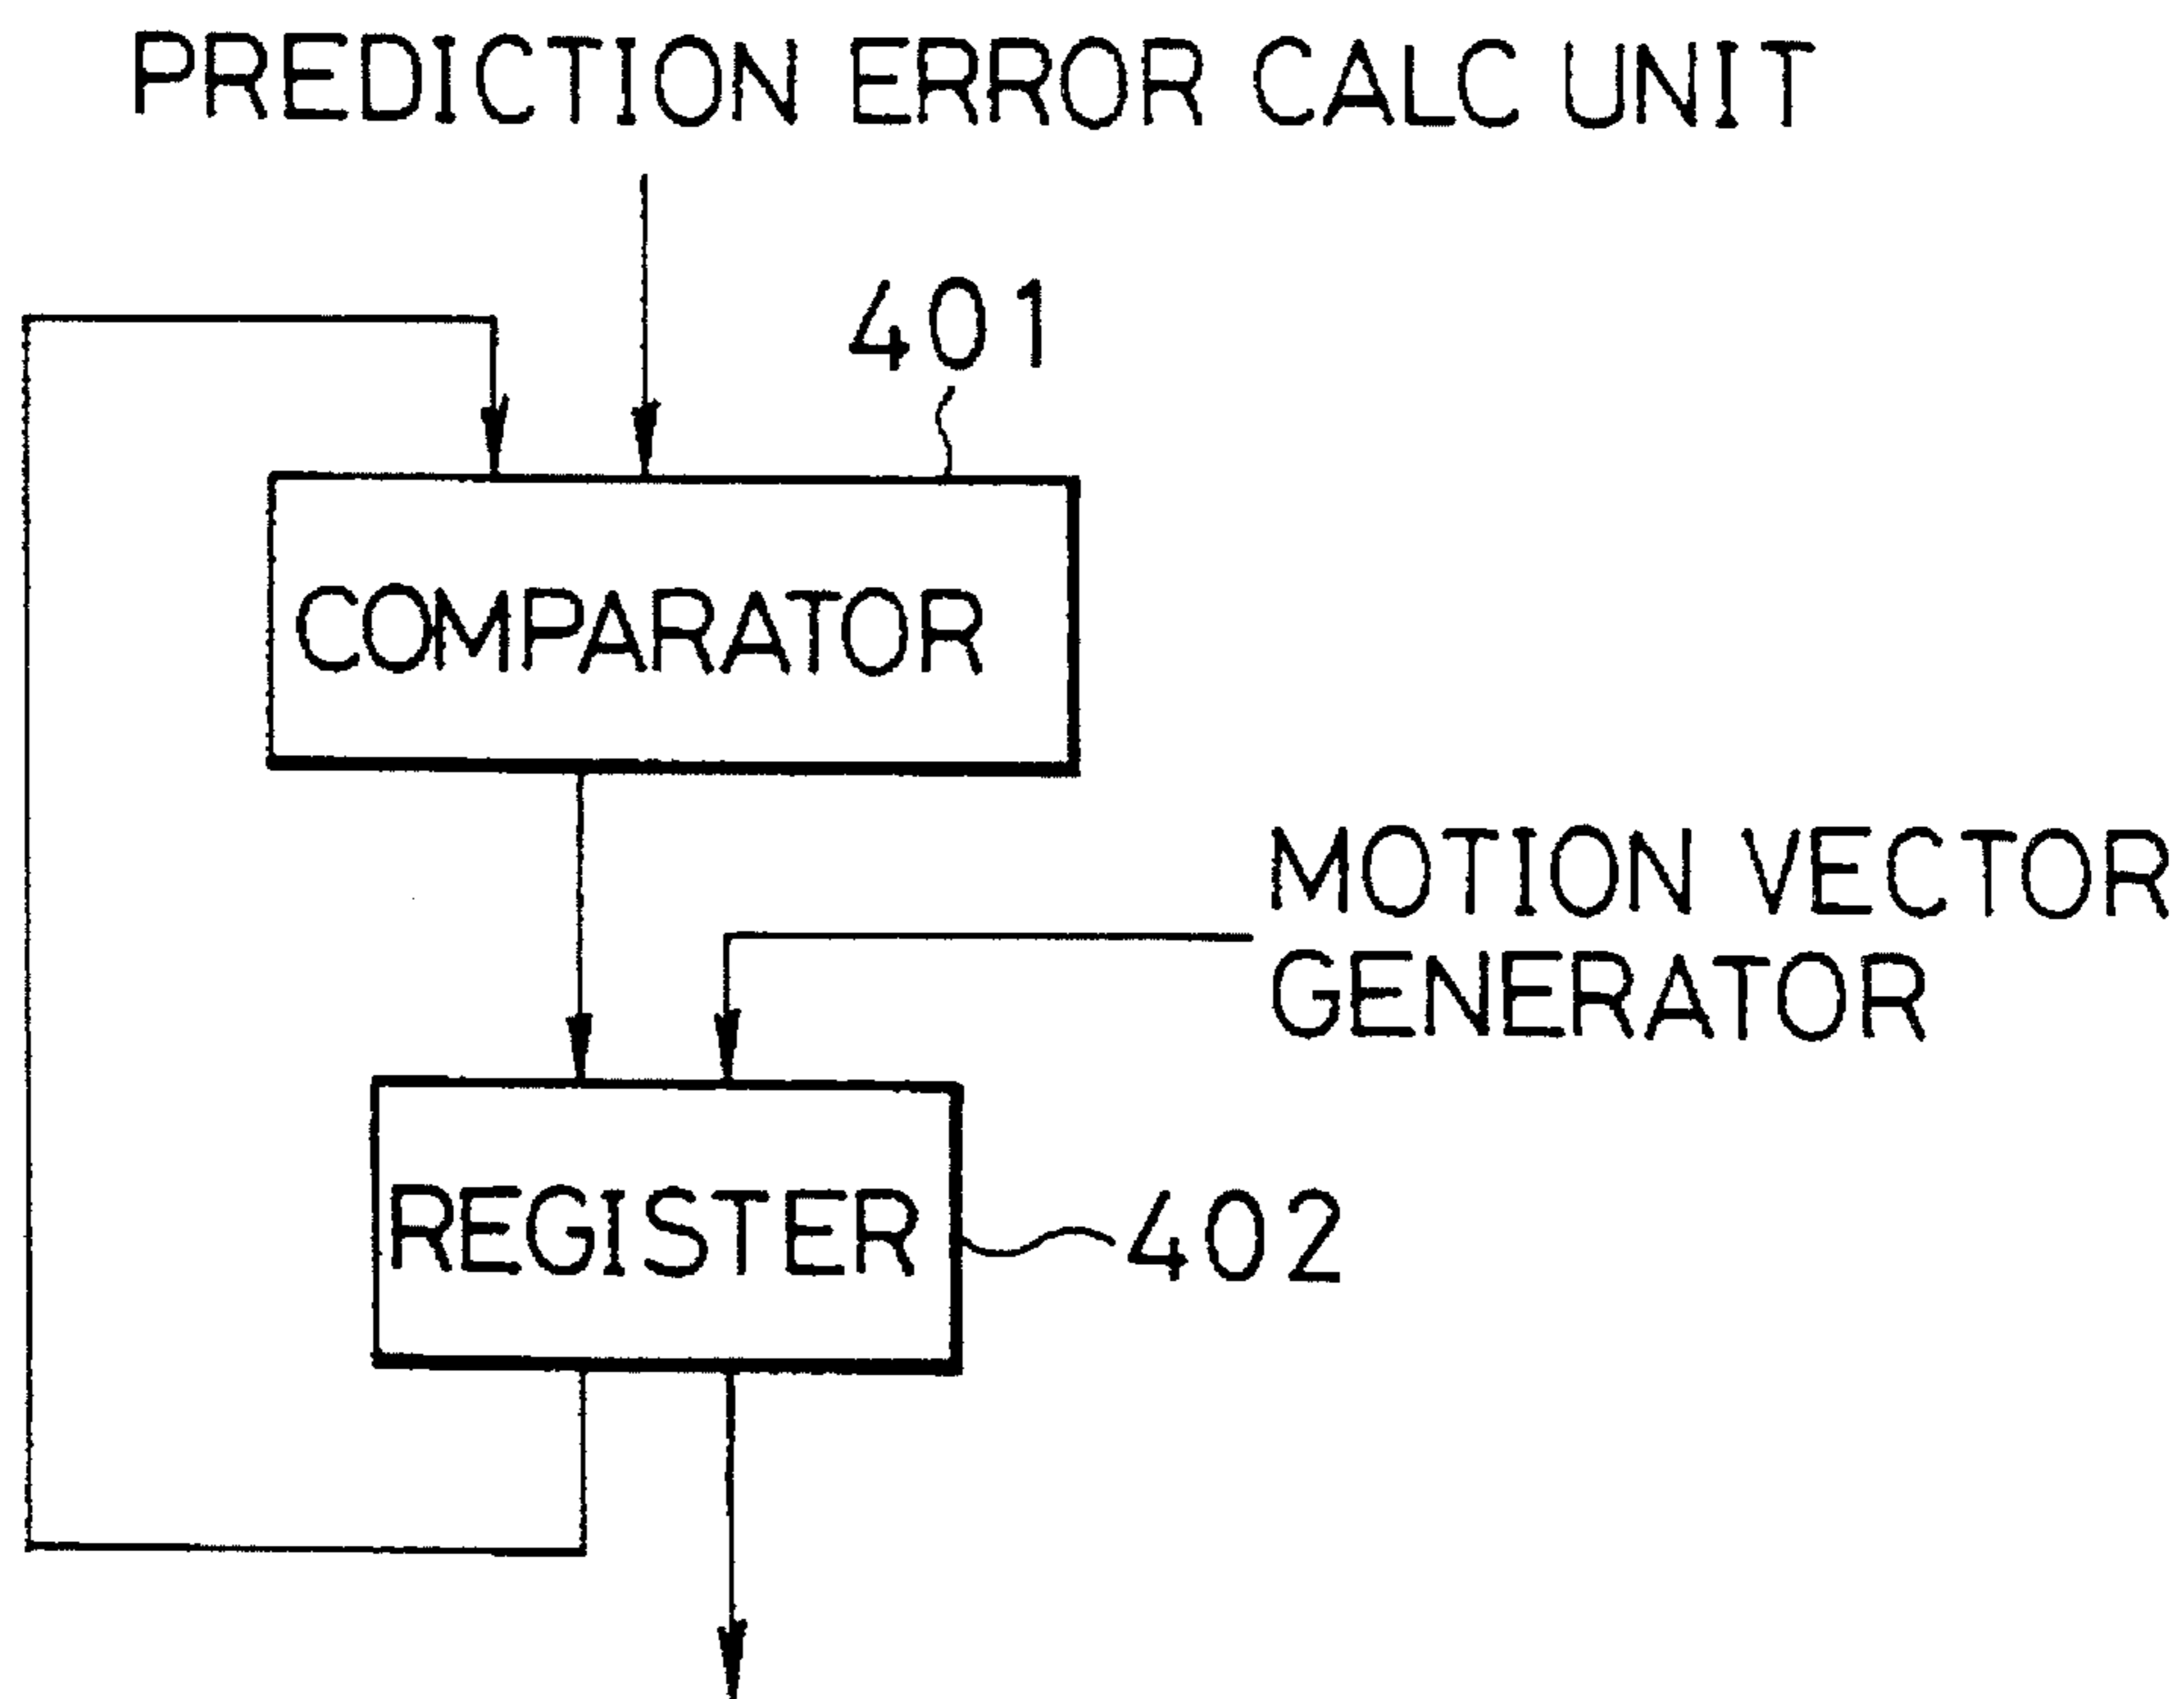 PREDICTION ERROR CALC UNIT
401
COMPARATOR
MOTION VECTOR
GENERATOR
REGISTER
402